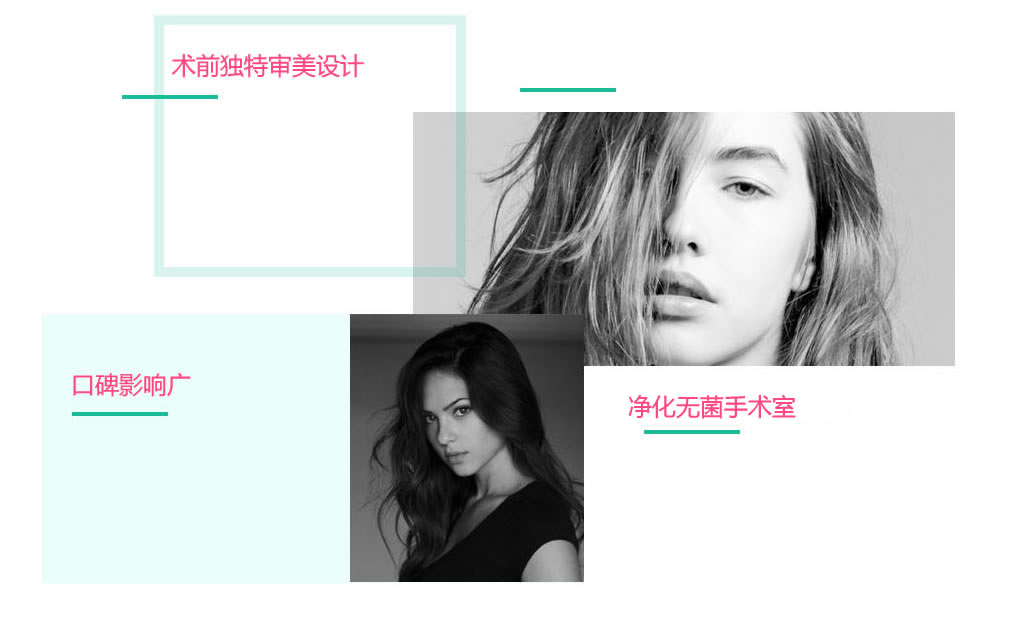 术前独特审美设计
口碑影响广
净化无菌手术室